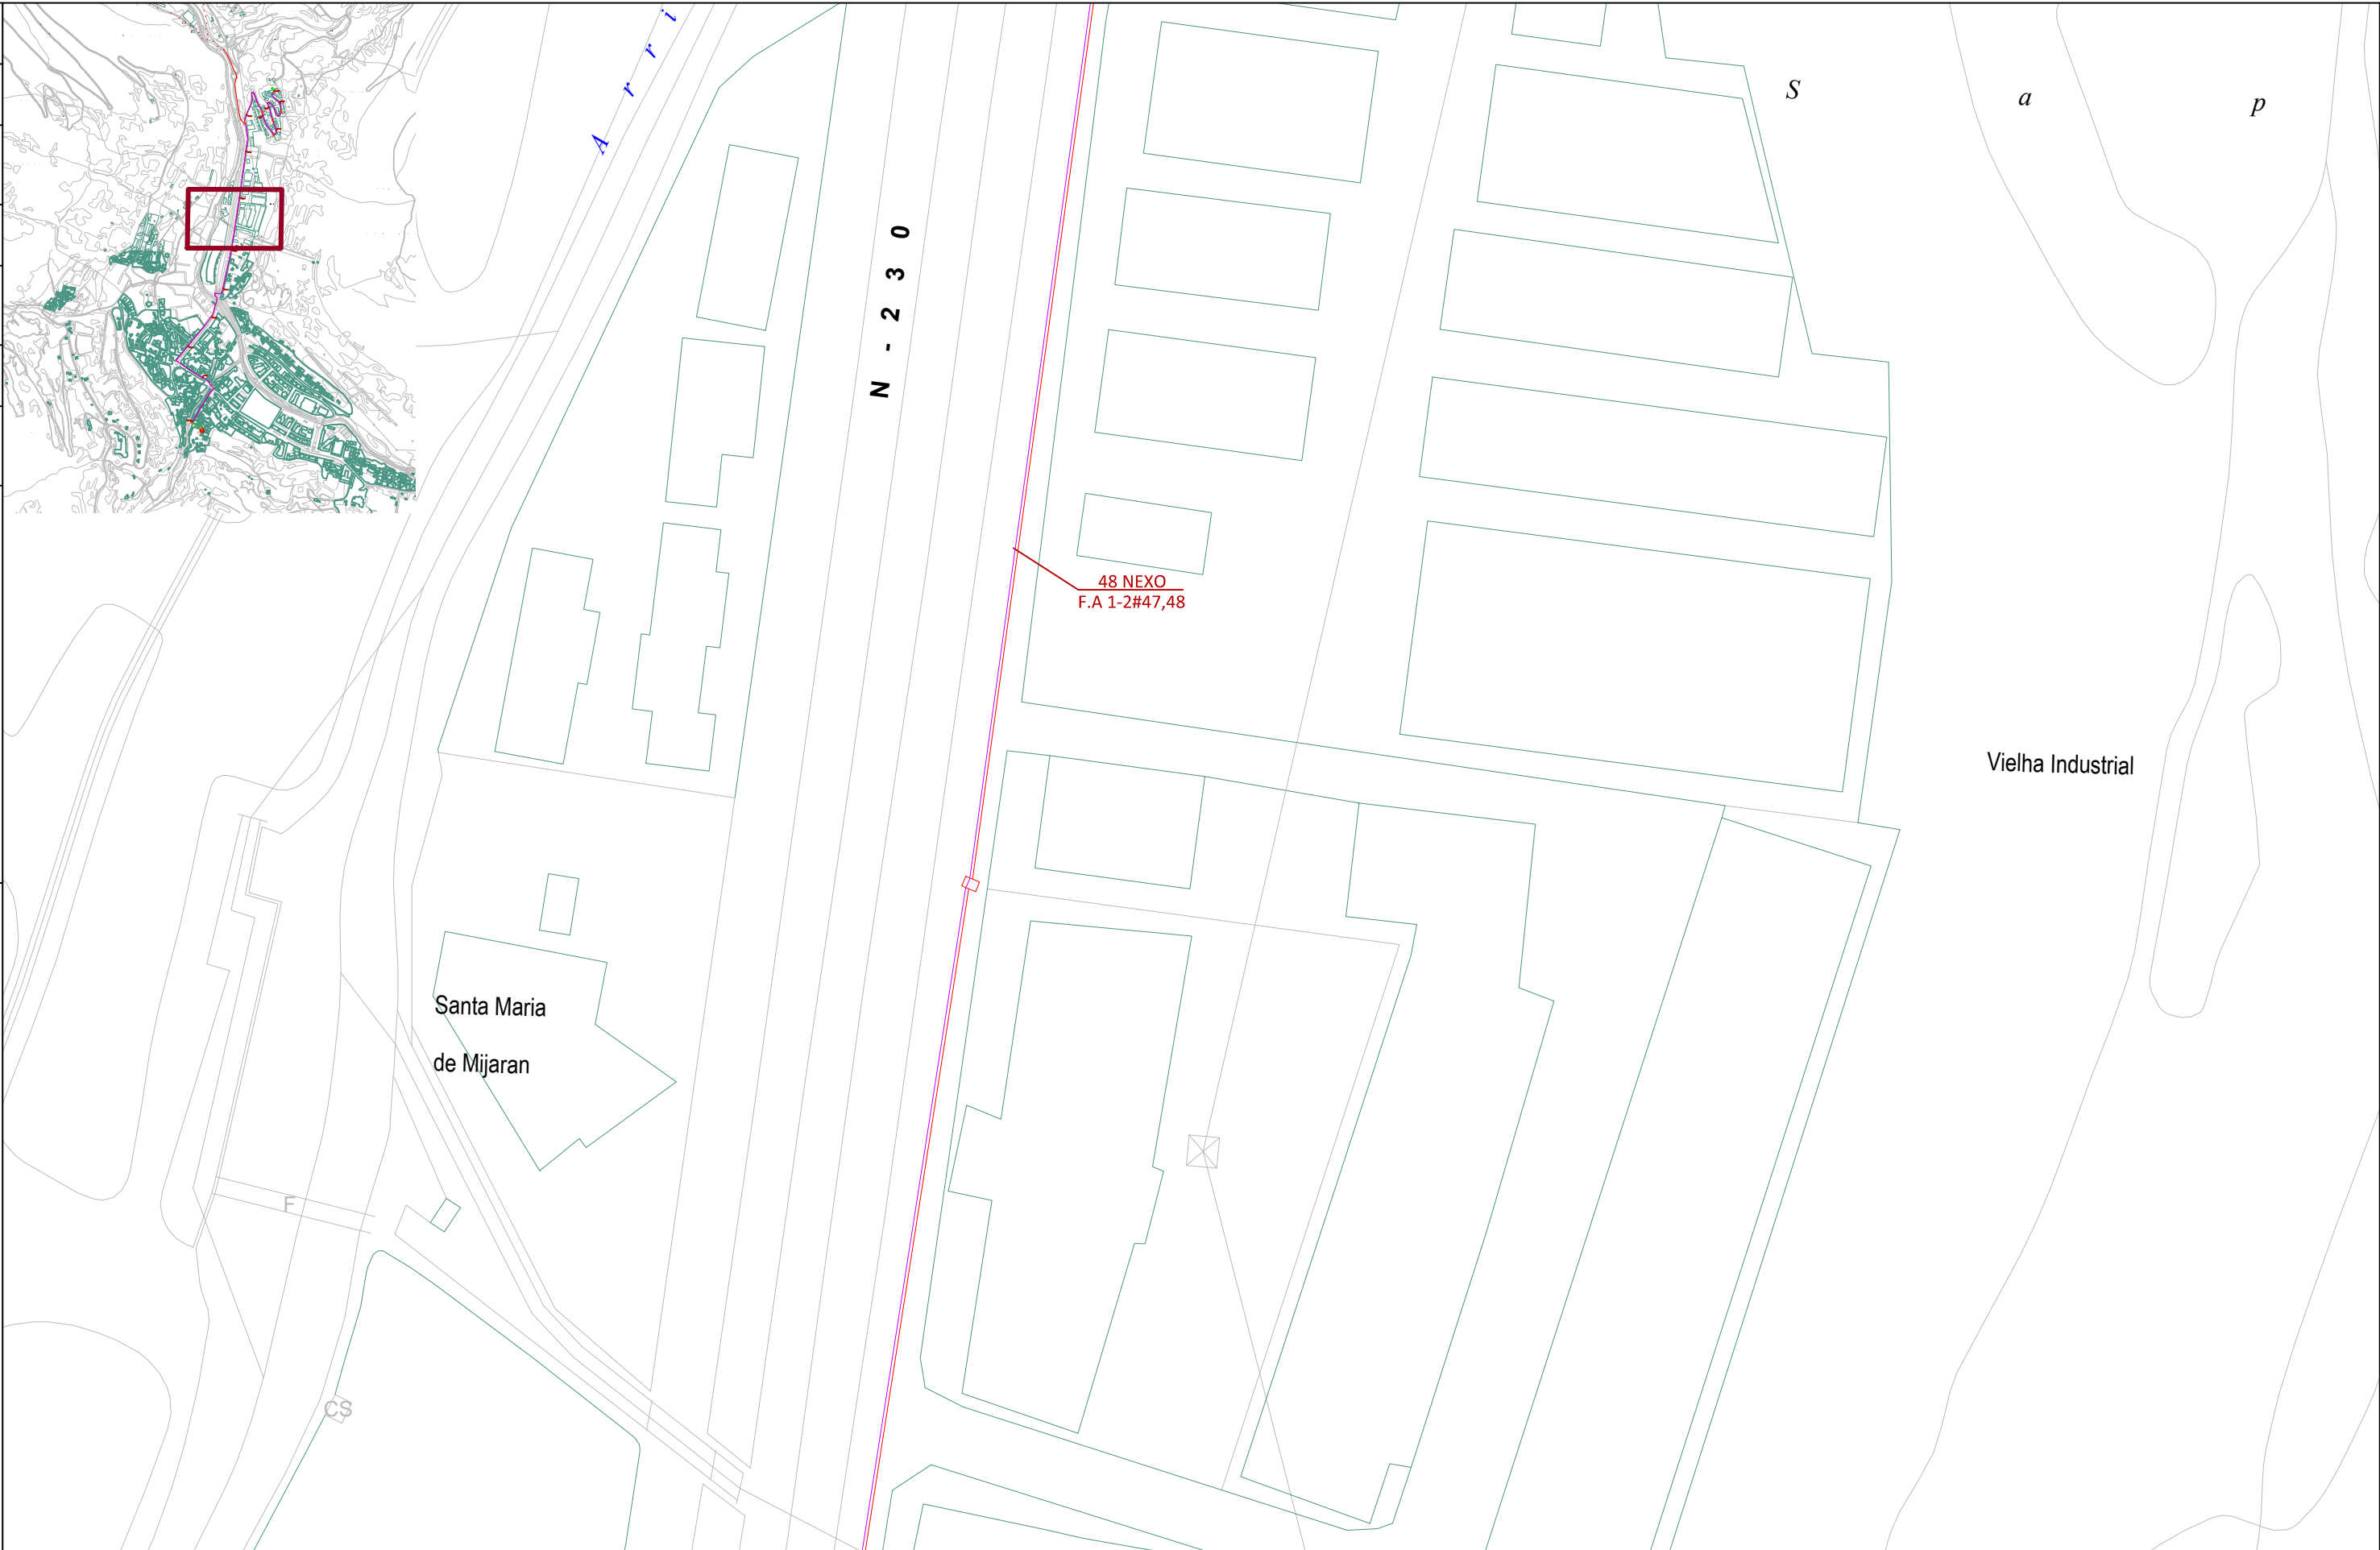 A r r i
S a p
N - 2 3 0
48 NEXO
F.A 1-2#47,48
Vielha Industrial
Santa Maria
de Mijaran
F
CS